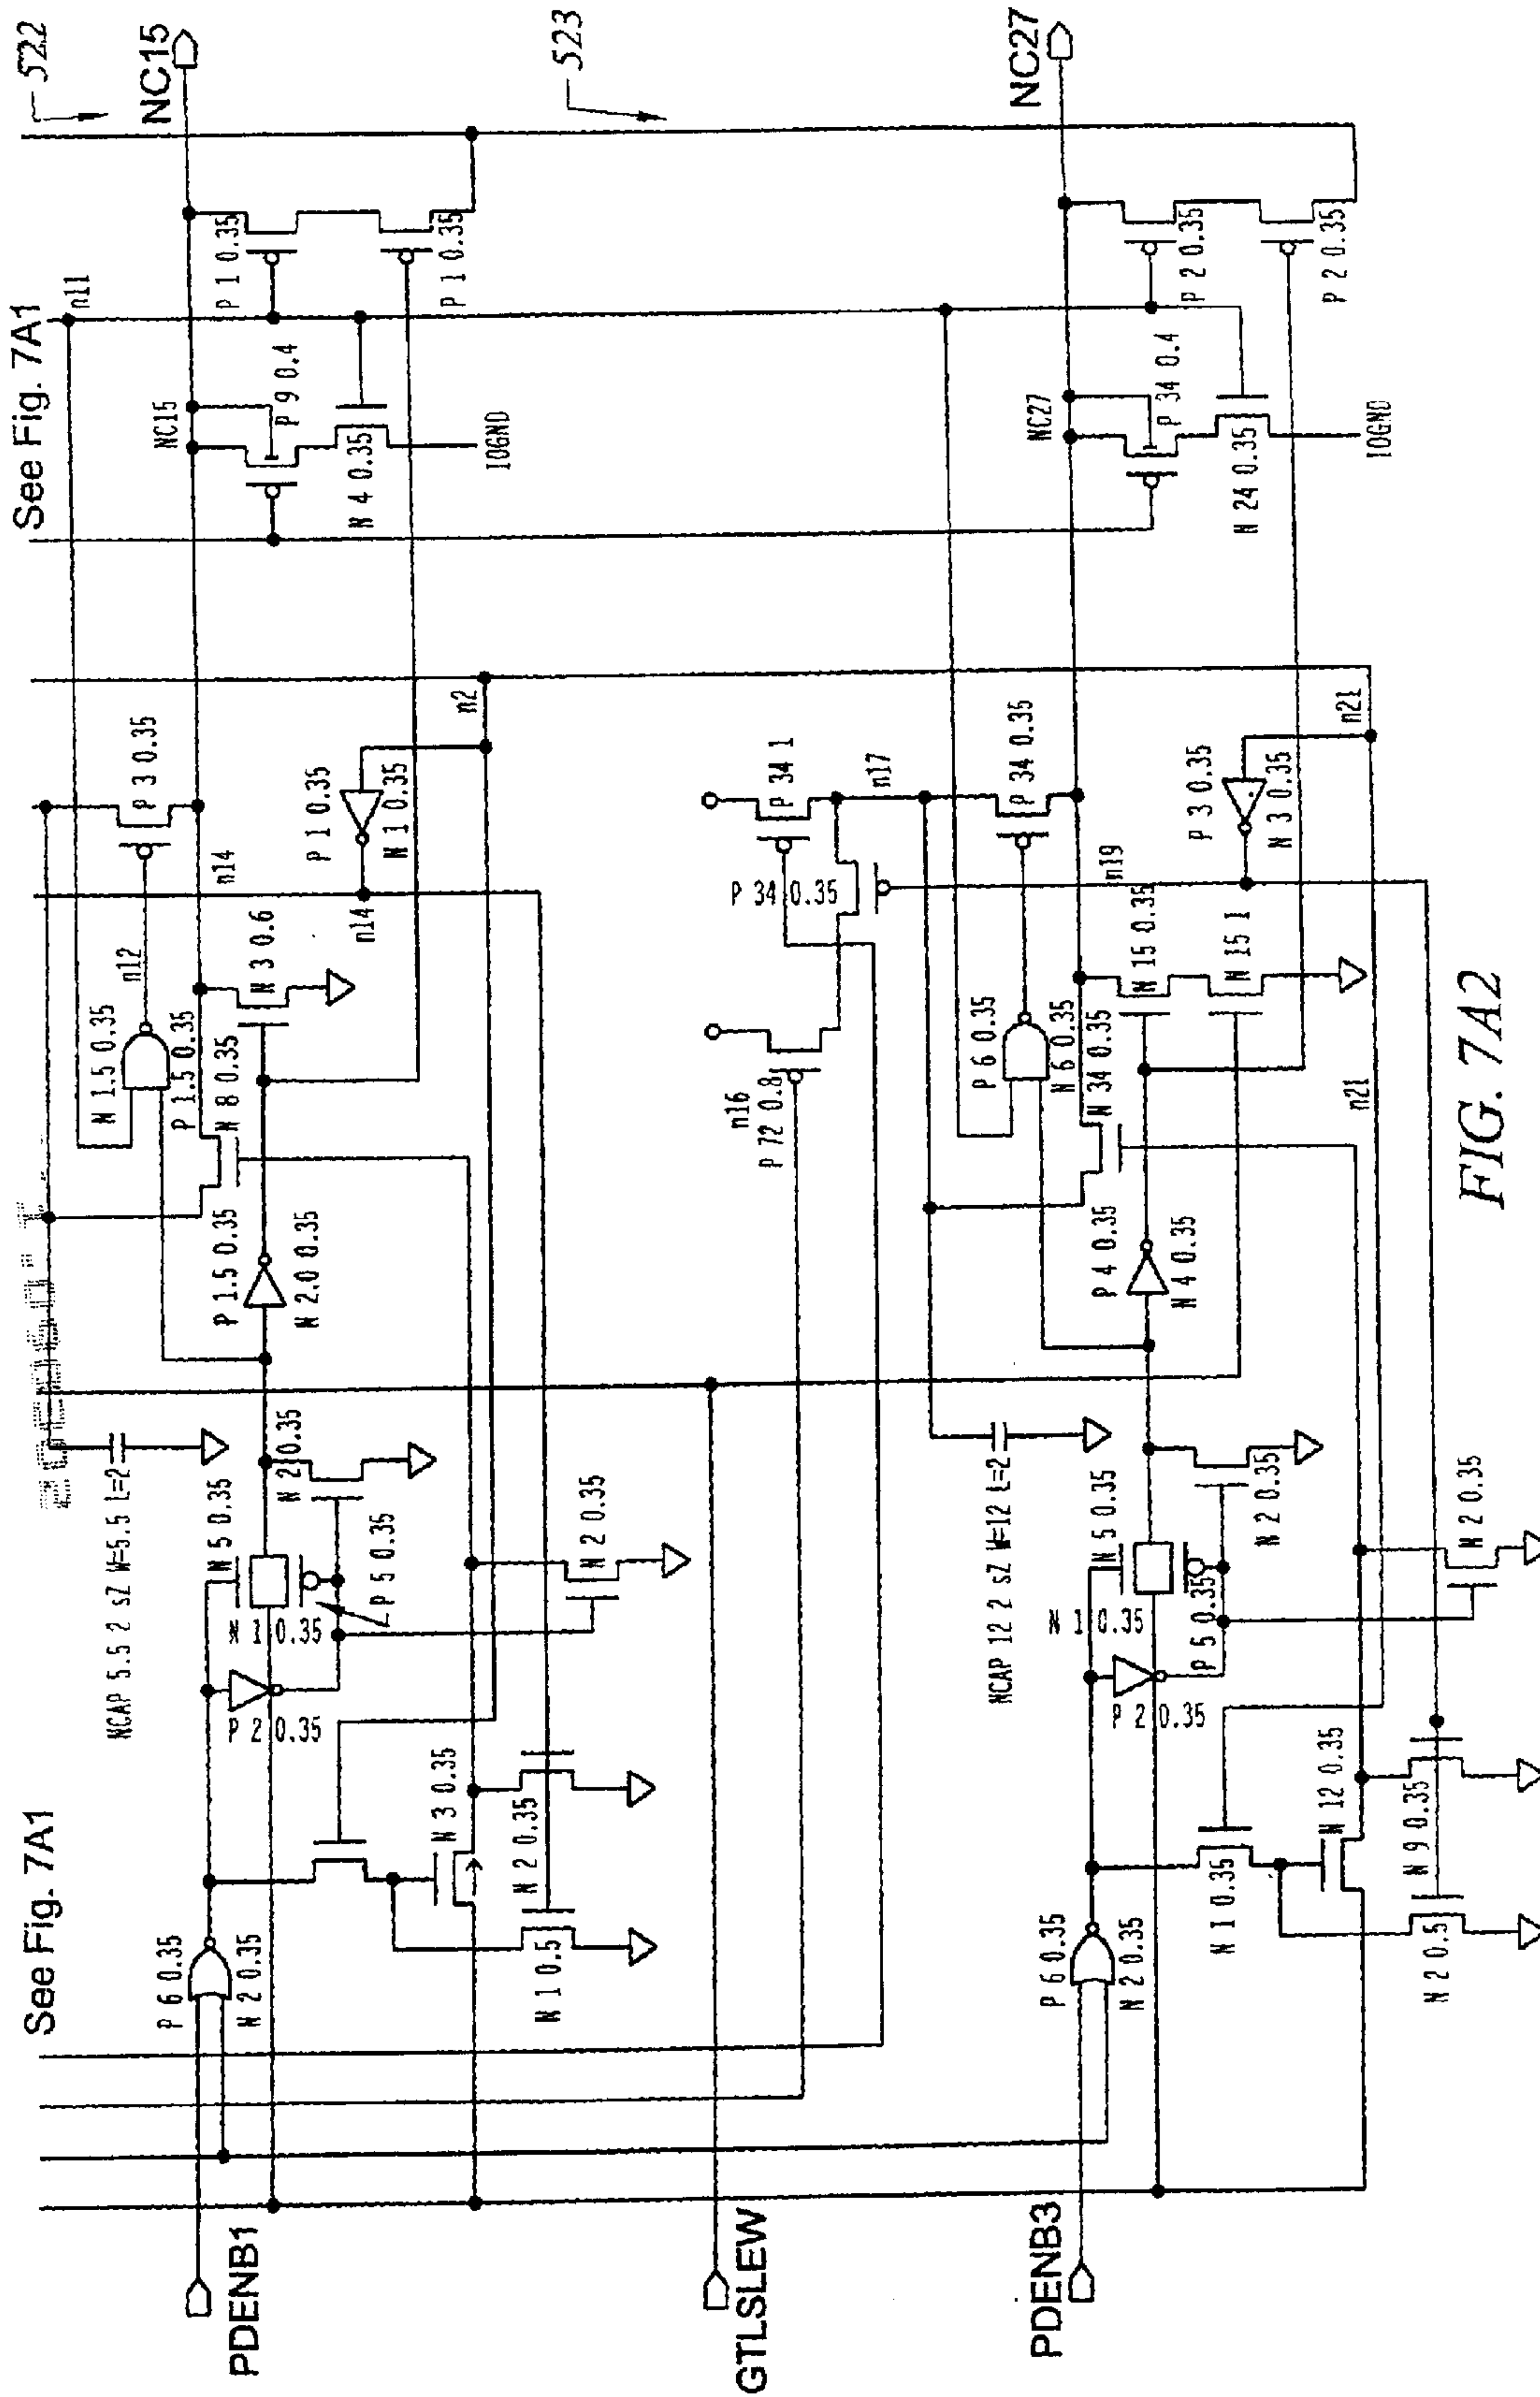 See Fig. 7A1
See Fig. 7A1
522
NC15
523
NC27
PDENB1
GTLSLEW
PDENB3
P 6 0.35
N 2 0.35
NCAP 5.5 2 sZ W=5.5 L=2
N 5 0.35
N 1 0.35
P 2 0.35
P 5 0.35
N 2 0.35
N 2 0.35
N 3 0.35
N 2 0.35
N 1 0.5
P 1.5 0.35
N 2.0 0.35
N 1.5 0.35
P 1.5 0.35
N 8 0.35
n12
n14
N 3 0.6
P 3 0.35
P 1 0.35
N 1 0.35
n14
n2
n11
NC15
P 9 0.4
N 4 0.35
IOGND
P 1 0.35
P 1 0.35
n16
P 72 0.8
P 34 0.35
P 34 1
n17
P 34 0.35
P 6 0.35
N 6 0.35
N 34 0.35
N 15 0.35
N 15 1
n19
P 3 0.35
N 3 0.35
n21
n21
NCAP 12 2 sZ W=12 L=2
N 5 0.35
N 1 0.35
P 2 0.35
P 5 0.35
N 2 0.35
N 2 0.35
P 4 0.35
N 4 0.35
P 6 0.35
N 2 0.35
N 1 0.35
N 12 0.35
N 9 0.35
N 2 0.5
NC27
P 34 0.4
N 24 0.35
IOGND
P 2 0.35
P 2 0.35
FIG. 7A2